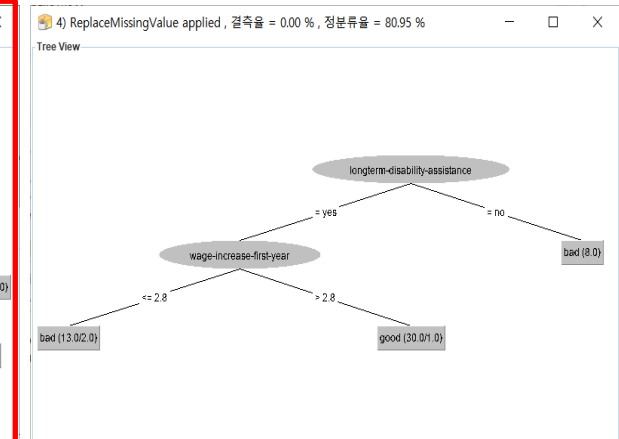 4) ReplaceMissingValue applied , 결측율 = 0.00 % , 정분류율 = 80.95 %
Tree View
longterm-disability-assistance
= yes
= no
wage-increase-first-year
bad (8.0)
<= 2.8
> 2.8
0)
bad (13.0/2.0)
good (30.0/1.0)